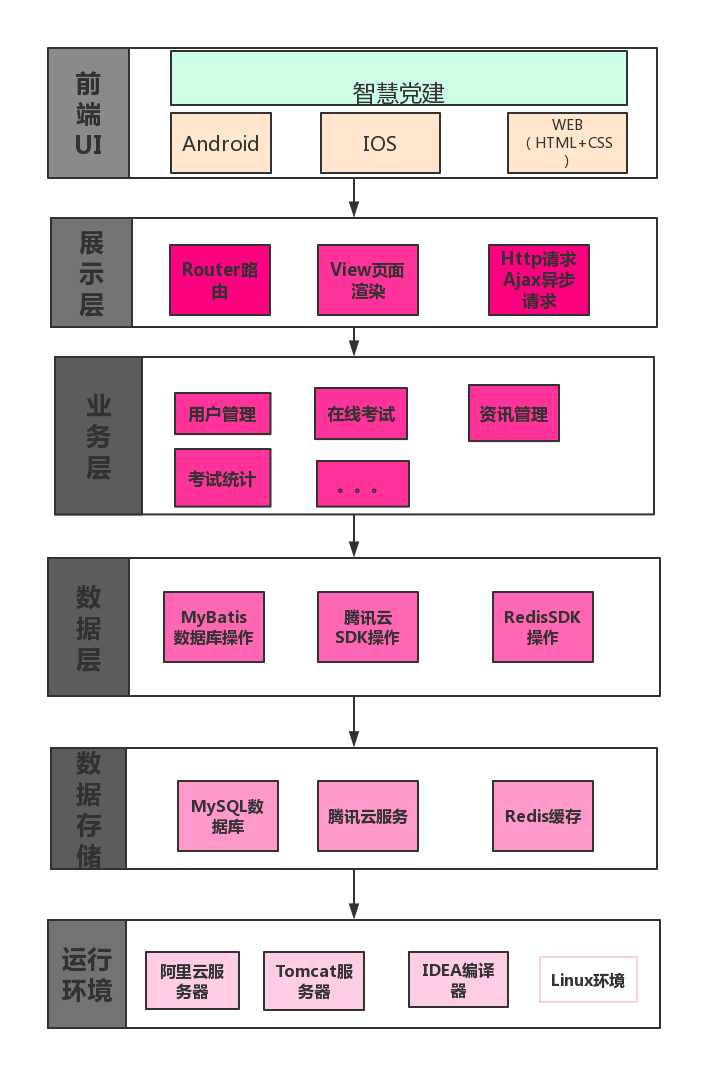 前
端
UI
智慧党建
Android
IOS
WEB
（HTML+CSS
）
展
示
层
Router路
由
View页面
渲染
Http请求
Ajax异步
请求
业
务
层
用户管理
在线考试
资讯管理
考试统计
。。。
数
据
层
MyBatis
数据库操作
腾讯云
SDK操作
RedisSDK
操作
数
据
存
储
MySQL数
据库
腾讯云服务
Redis缓存
运行
环境
阿里云服
务器
Tomcat服
务器
IDEA编译
器
Linux环境